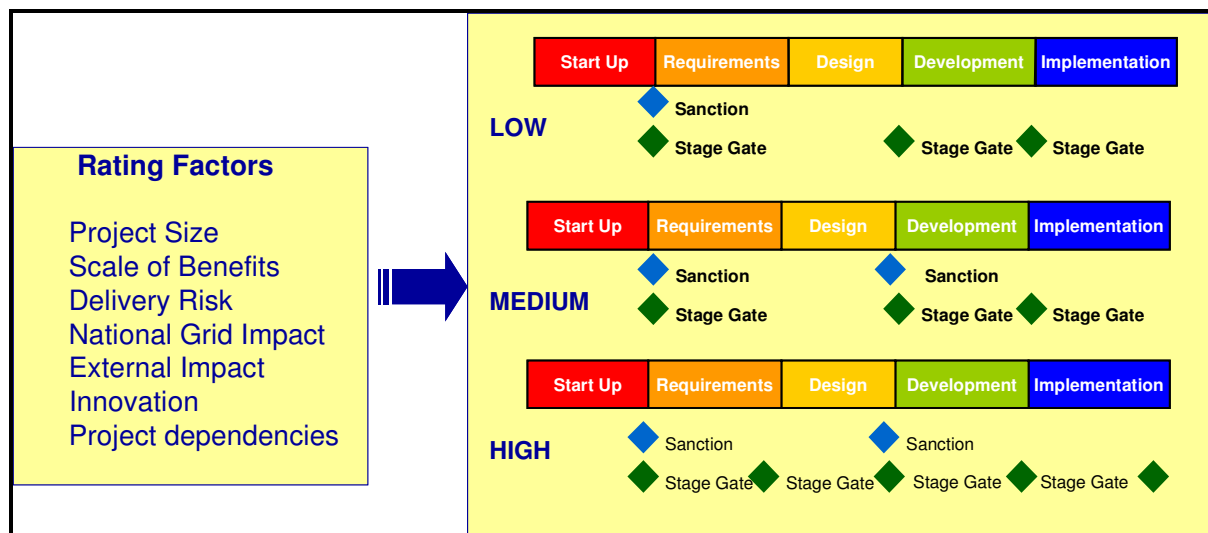 Rating Factors
Project Size
Scale of Benefits
Delivery Risk
National Grid Impact
External Impact
Innovation
Project dependencies
Start Up Requirements Design Development Implementation
Sanction
LOW
Stage Gate Stage Gate Stage Gate
Start Up Requirements Design Development Implementation
Sanction Sanction
MEDIUM
Stage Gate Stage Gate Stage Gate
Start Up Requirements Design Development Implementation
Sanction Sanction
HIGH
Stage Gate Stage Gate Stage Gate Stage Gate